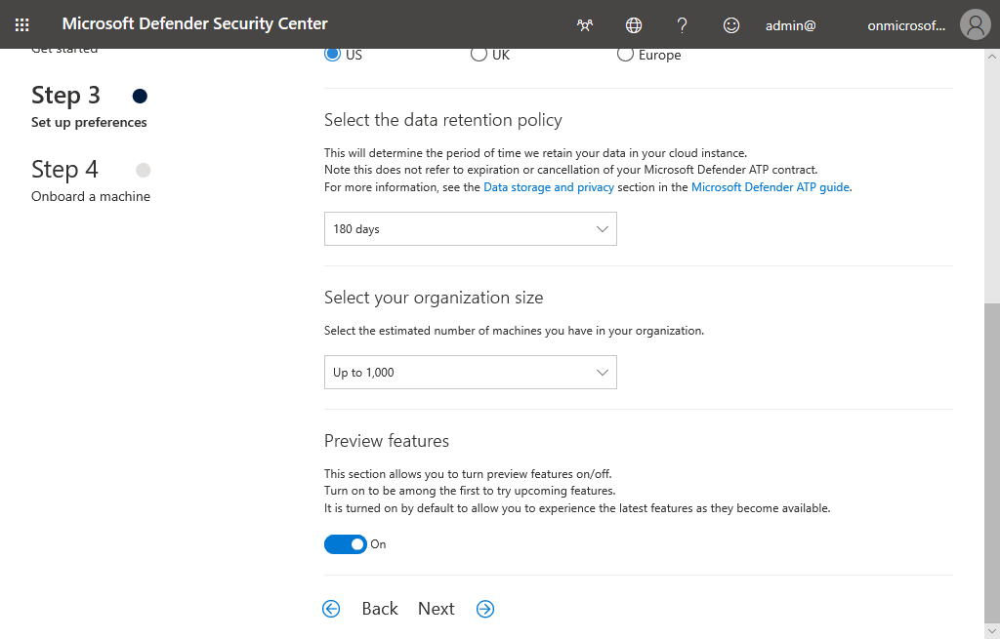 Microsoft Defender Security Center
?
admin@
onmicrosof...
Get started
Step 3
Set up preferences
Step 4
Onboard a machine
US
UK
Europe
Select the data retention policy
This will determine the period of time we retain your data in your cloud instance.
Note this does not refer to expiration or cancellation of your Microsoft Defender ATP contract.
For more information, see the Data storage and privacy section in the Microsoft Defender ATP guide.
180 days
Select your organization size
Select the estimated number of machines you have in your organization.
Up to 1,000
Preview features
This section allows you to turn preview features on/off.
Turn on to be among the first to try upcoming features.
It is turned on by default to allow you to experience the latest features as they become available.
On
Back
Next